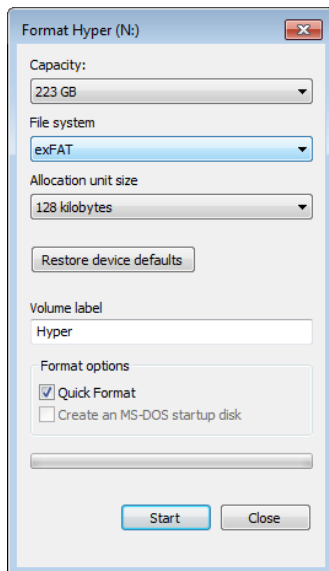 Format Hyper (N:)
Capacity:
223 GB
File system
exFAT
Allocation unit size
128 kilobytes
Restore device defaults
Volume label
Hyper
Format options
Quick Format
Create an MS-DOS startup disk
Start
Close